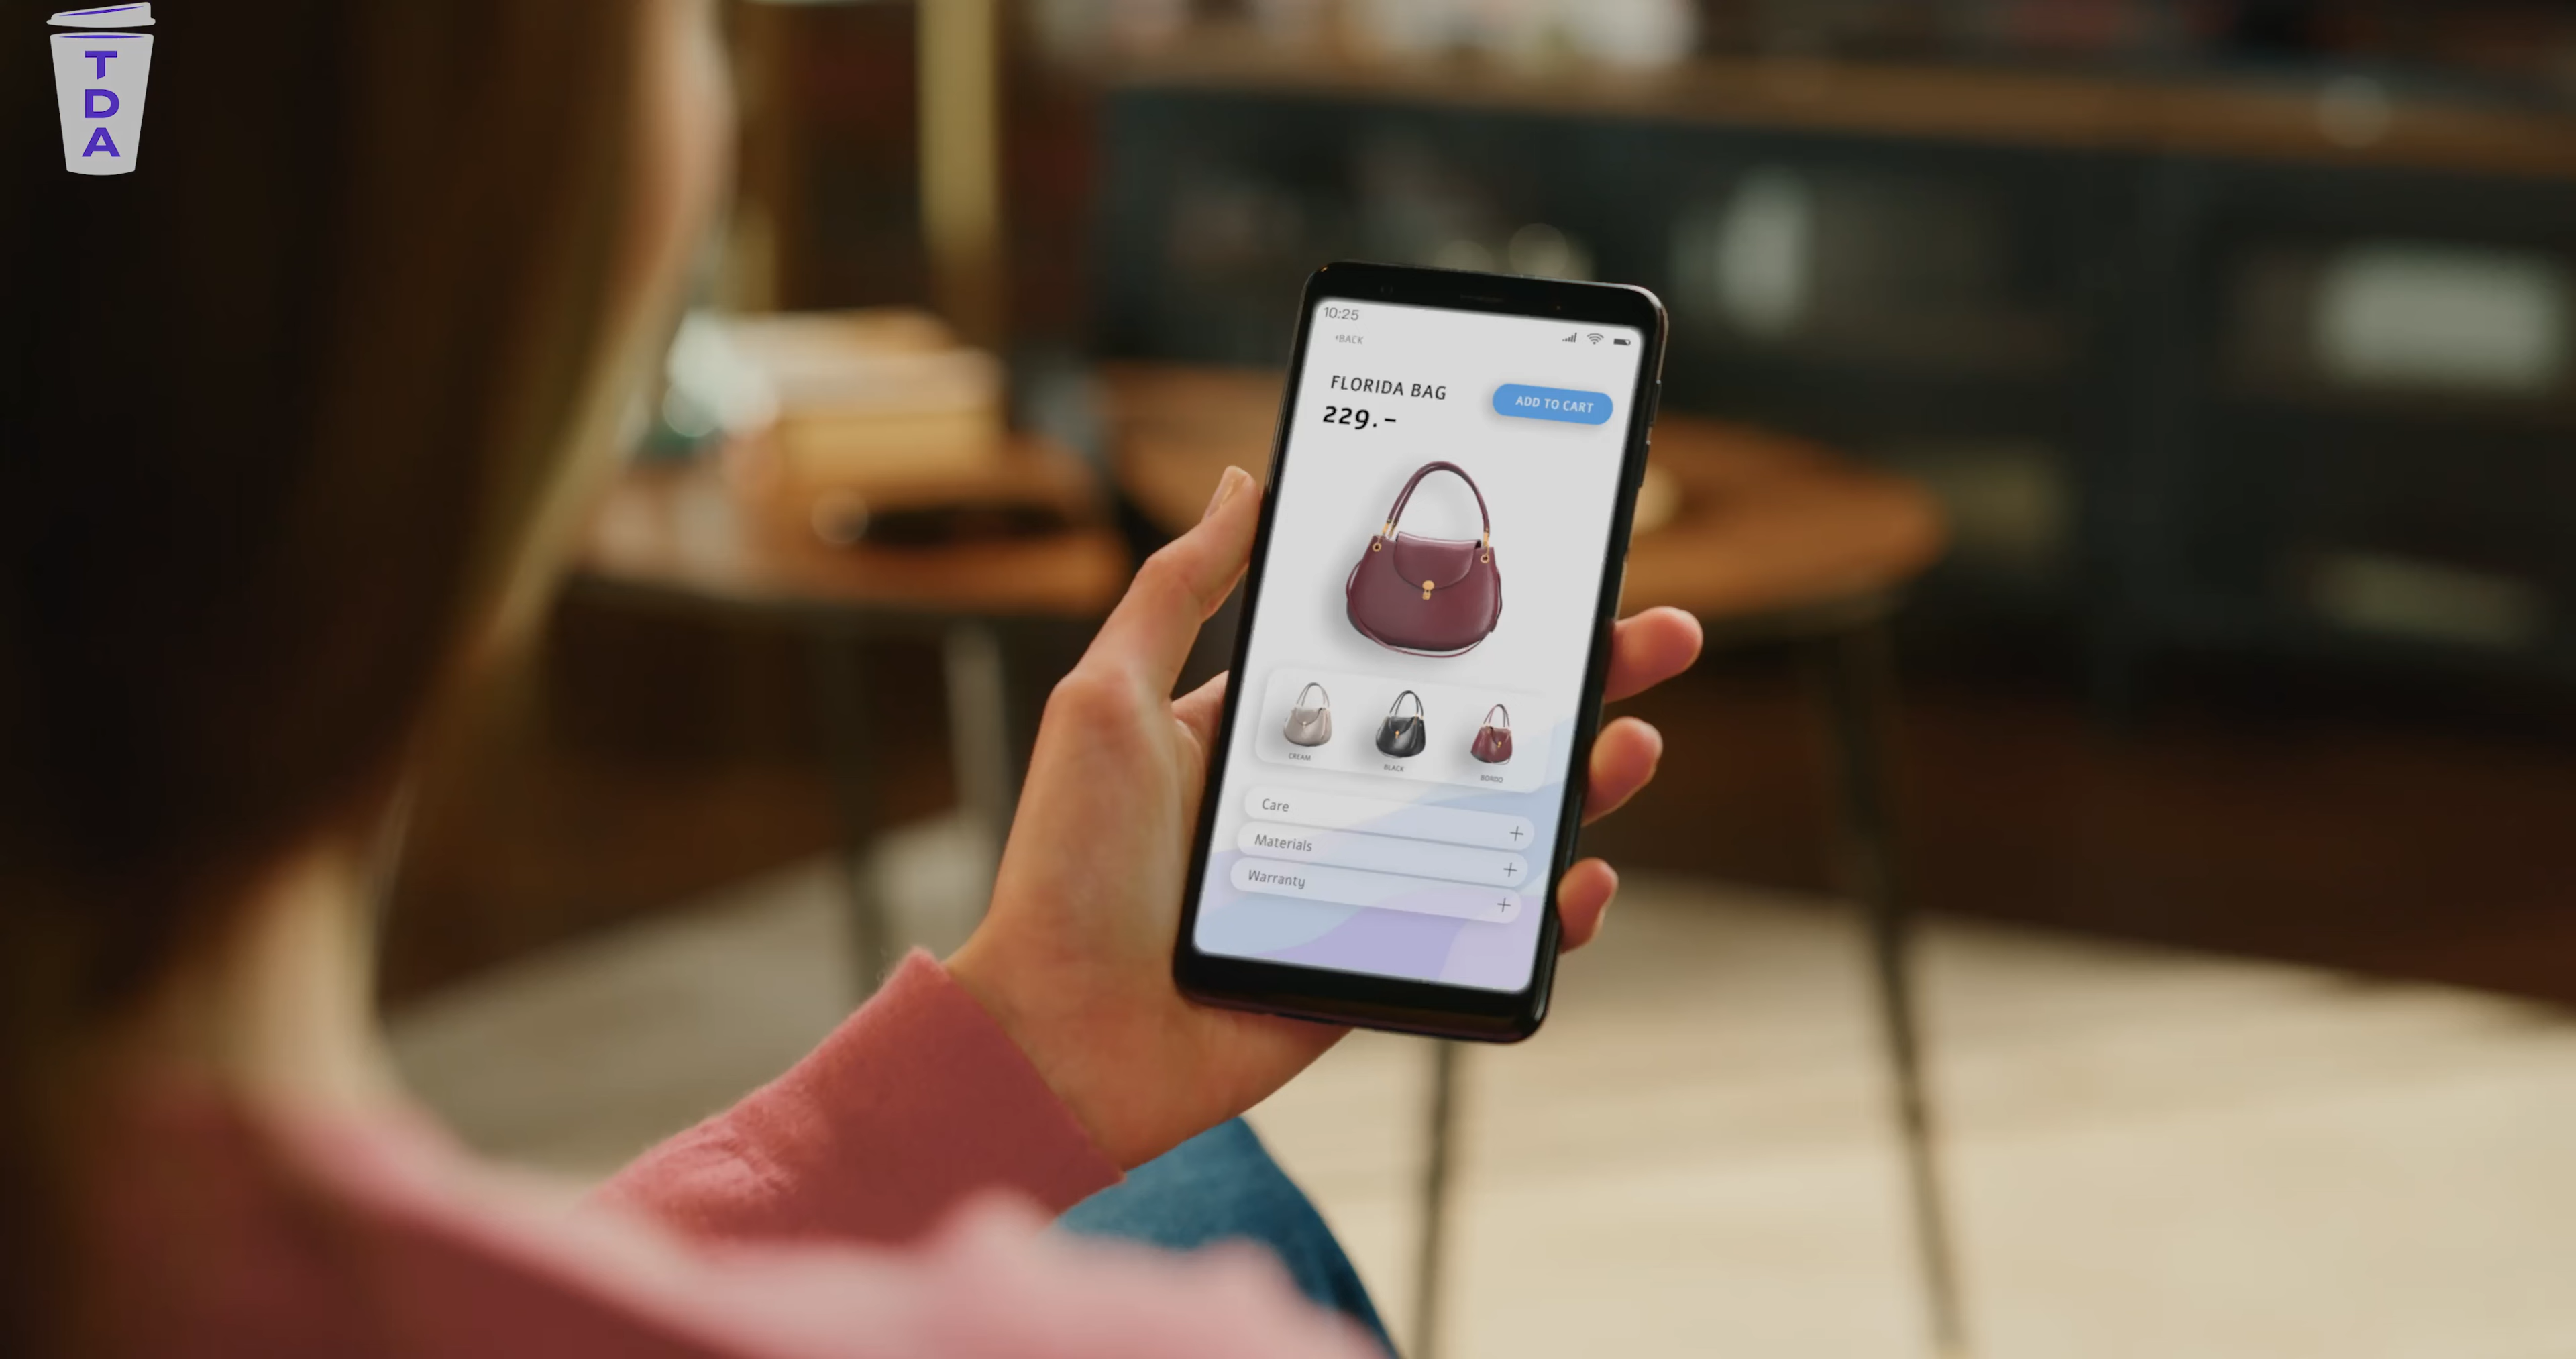 T
D
A
10:25
BACK
FLORIDA BAG
229.-
ADD TO CART
CREAM
BLACK
BORDO
Care
Materials
Warranty